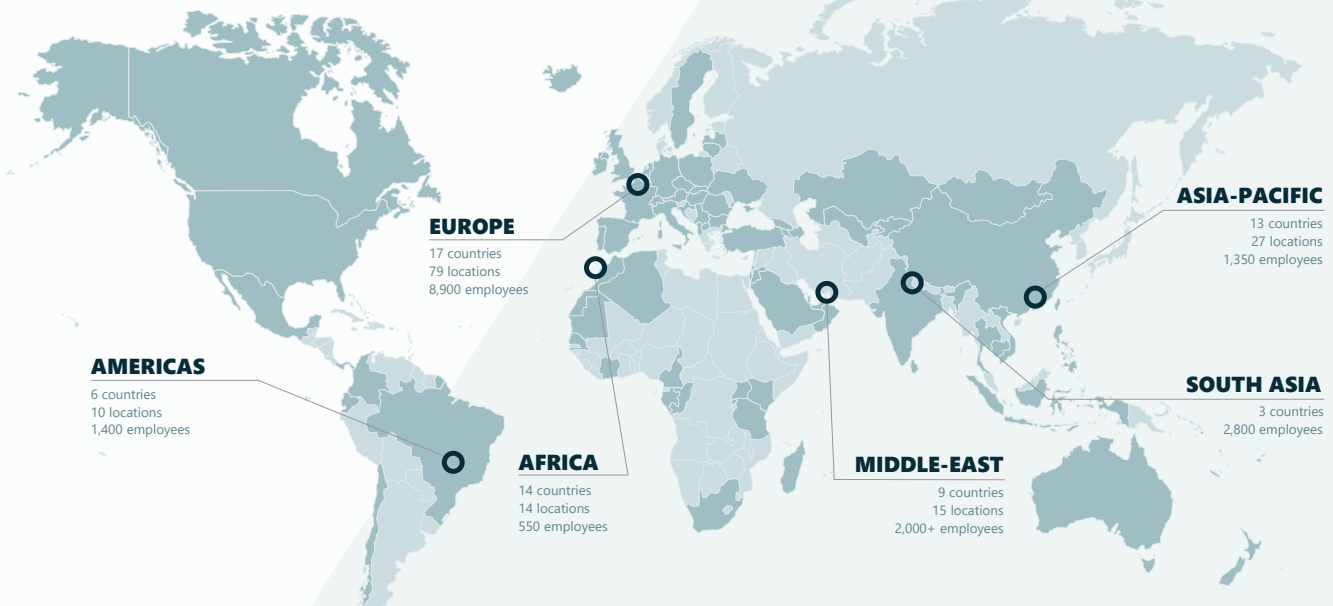 EUROPE
17 countries
79 locations
8,900 employees
ASIA-PACIFIC
13 countries
27 locations
1,350 employees
AMERICAS
6 countries
10 locations
1,400 employees
SOUTH ASIA
3 countries
2,800 employees
AFRICA
14 countries
14 locations
550 employees
MIDDLE-EAST
9 countries
15 locations
2,000+ employees